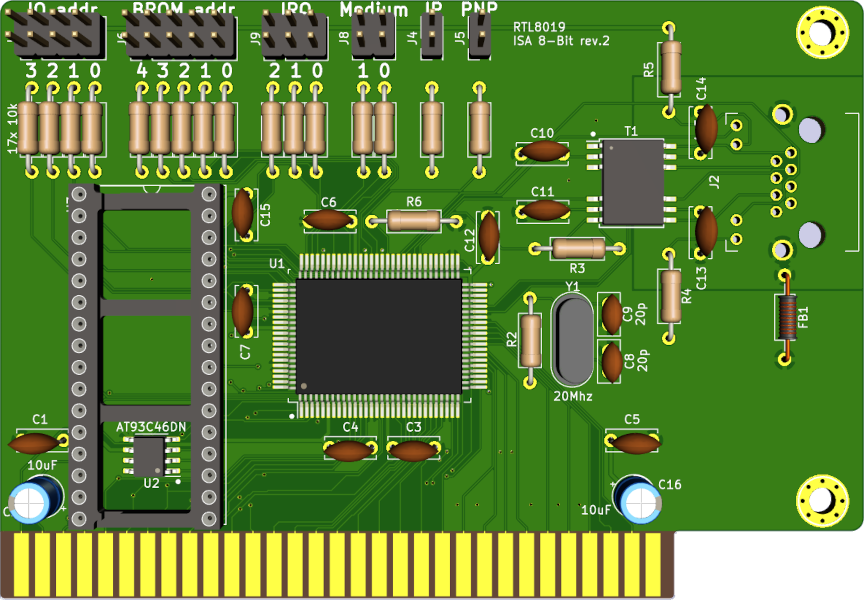 IO addr
BROM addr
IRQ
Medium
IP
PNP
RTL8019
ISA 8-Bit rev.2
J6
J9
J8
J4
J5
3 2 1 0
4 3 2 1 0
2 1 0
1 0
17x 10k
R5
C14
C10
T1
J2
C11
C15
C6
R6
C12
C13
U1
R3
R4
C7
Y1
C9
20p
R2
FB1
C8
20p
20Mhz
C1
AT93C46DN
C4
C3
C5
10uF
U2
C16
10uF